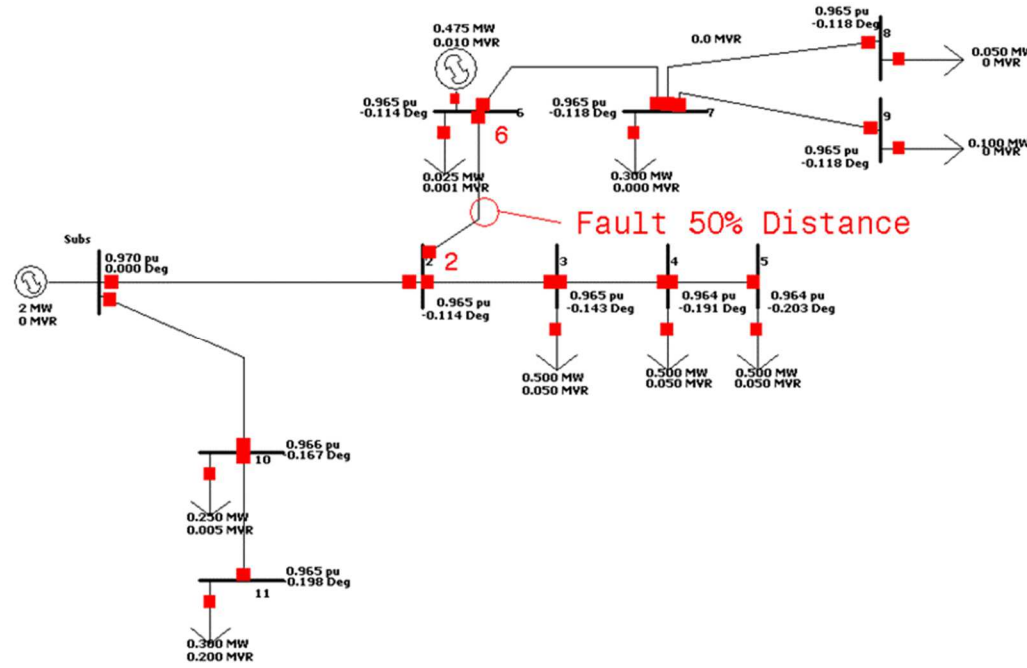 0.475 MW
0.010 MVR
0.965 pu
-0.114 Deg
6
6
0.025 MW
0.001 MVR
0.965 pu
-0.118 Deg
7
0.300 MW
0.000 MVR
0.0 MVR
0.965 pu
-0.118 Deg
8
0.050 MW
0 MVR
9
0.965 pu
-0.118 Deg
0.100 MW
0 MVR
Fault 50% Distance
Subs
0.970 pu
0.000 Deg
2 MW
0 MVR
2
2
0.965 pu
-0.114 Deg
3
0.965 pu
-0.143 Deg
0.500 MW
0.050 MVR
4
0.964 pu
-0.191 Deg
0.500 MW
0.050 MVR
5
0.964 pu
-0.203 Deg
0.500 MW
0.050 MVR
0.966 pu
-0.167 Deg
10
0.250 MW
0.005 MVR
0.965 pu
-0.198 Deg
11
0.300 MW
0.200 MVR